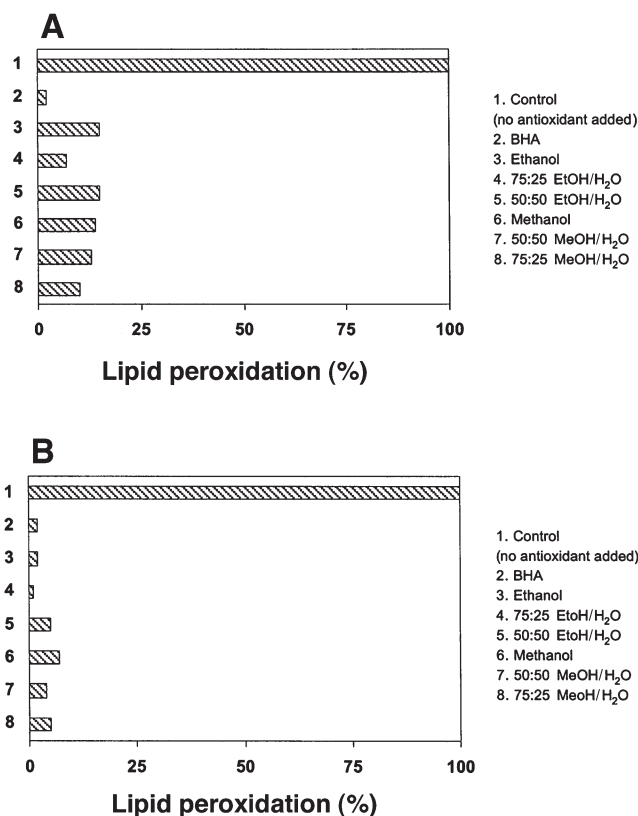 A
1
2
3
4
5
6
7
8
0 25 50 75 100
Lipid peroxidation (%)
1. Control
(no antioxidant added)
2. BHA
3. Ethanol
4. 75:25 EtOH/H₂O
5. 50:50 EtOH/H₂O
6. Methanol
7. 50:50 MeOH/H₂O
8. 75:25 MeOH/H₂O
B
1
2
3
4
5
6
7
8
0 25 50 75 100
Lipid peroxidation (%)
1. Control
(no antioxidant added)
2. BHA
3. Ethanol
4. 75:25 EtoH/H₂O
5. 50:50 EtoH/H₂O
6. Methanol
7. 50:50 MeOH/H₂O
8. 75:25 MeoH/H₂O